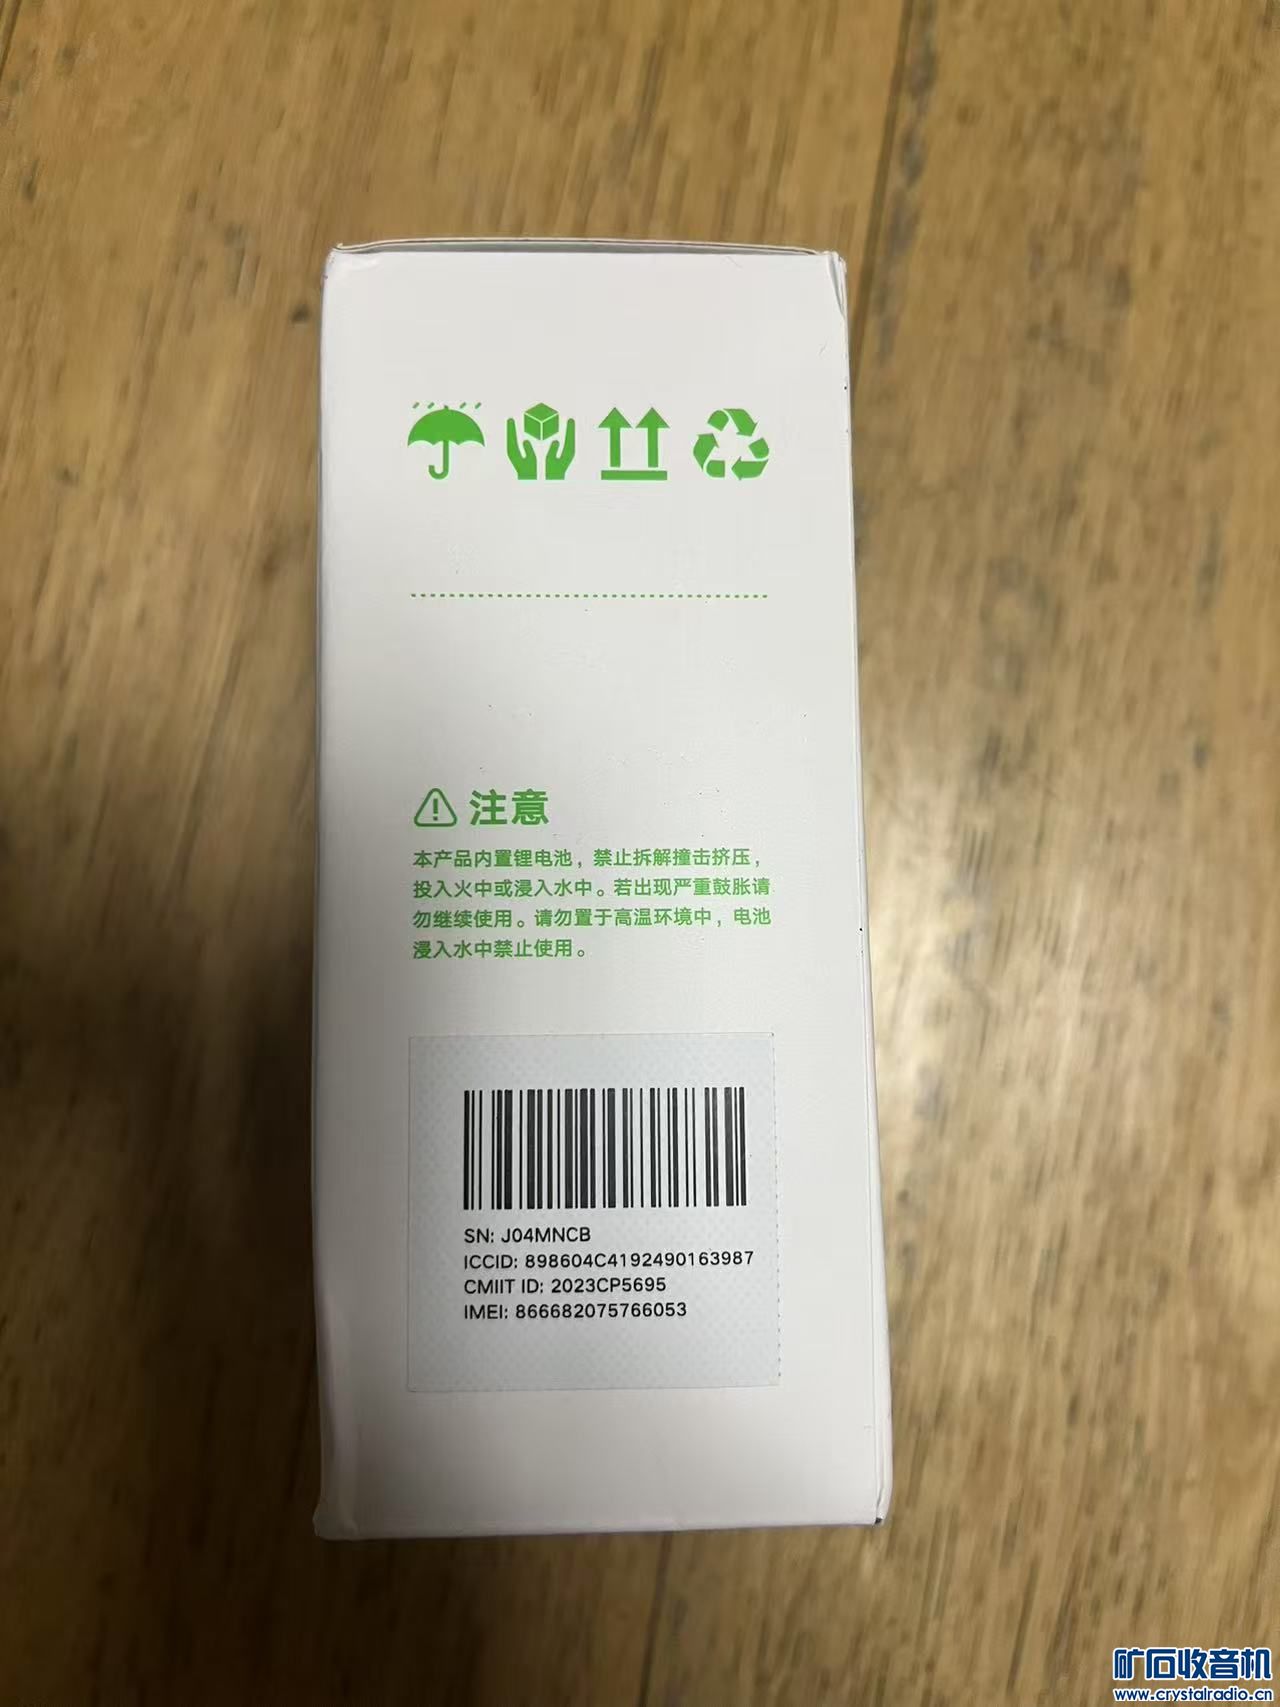 注意
本产品内置锂电池，禁止拆解撞击挤压，
投入火中或浸入水中。若出现严重鼓胀请
勿继续使用。请勿置于高温环境中，电池
浸入水中禁止使用。
SN: J04MNCB
ICCID: 898604C4192490163987
CMIIT ID: 2023CP5695
IMEI: 866682075766053
矿石收音机
www.crystalradio.cn